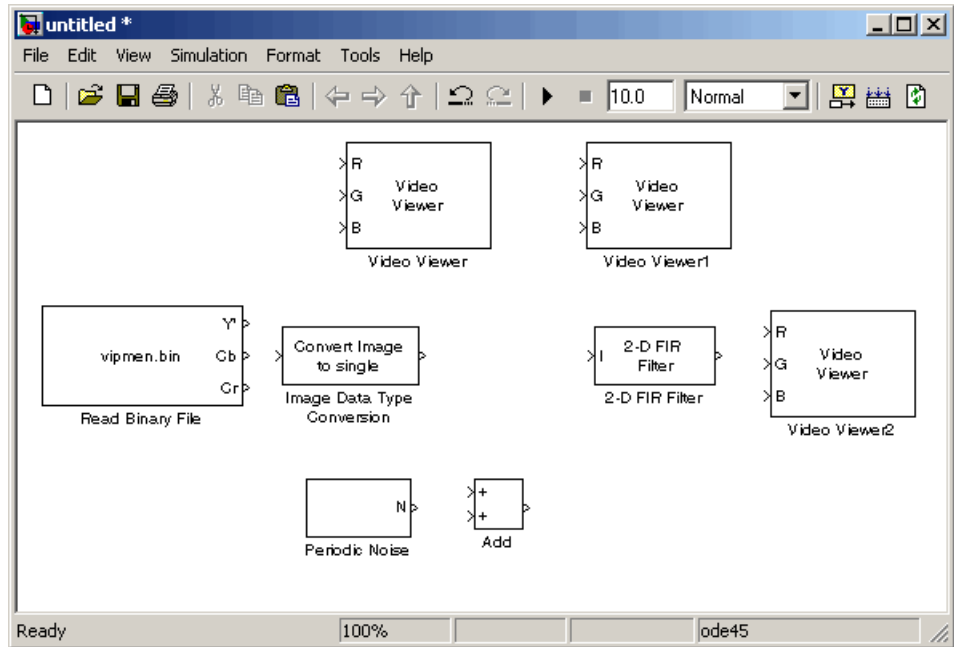 untitled *
File Edit View Simulation Format Tools Help
10.0 Normal
R
G
B
Video
Viewer
Video Viewer
R
G
B
Video
Viewer
Video Viewer1
vipmen.bin
Y'
Cb
Cr
Read Binary File
Convert Image
to single
Image Data Type
Conversion
I
2-D FIR
Filter
2-D FIR Filter
R
G
B
Video
Viewer
Video Viewer2
N
Periodic Noise
+
+
Add
Ready 100% ode45